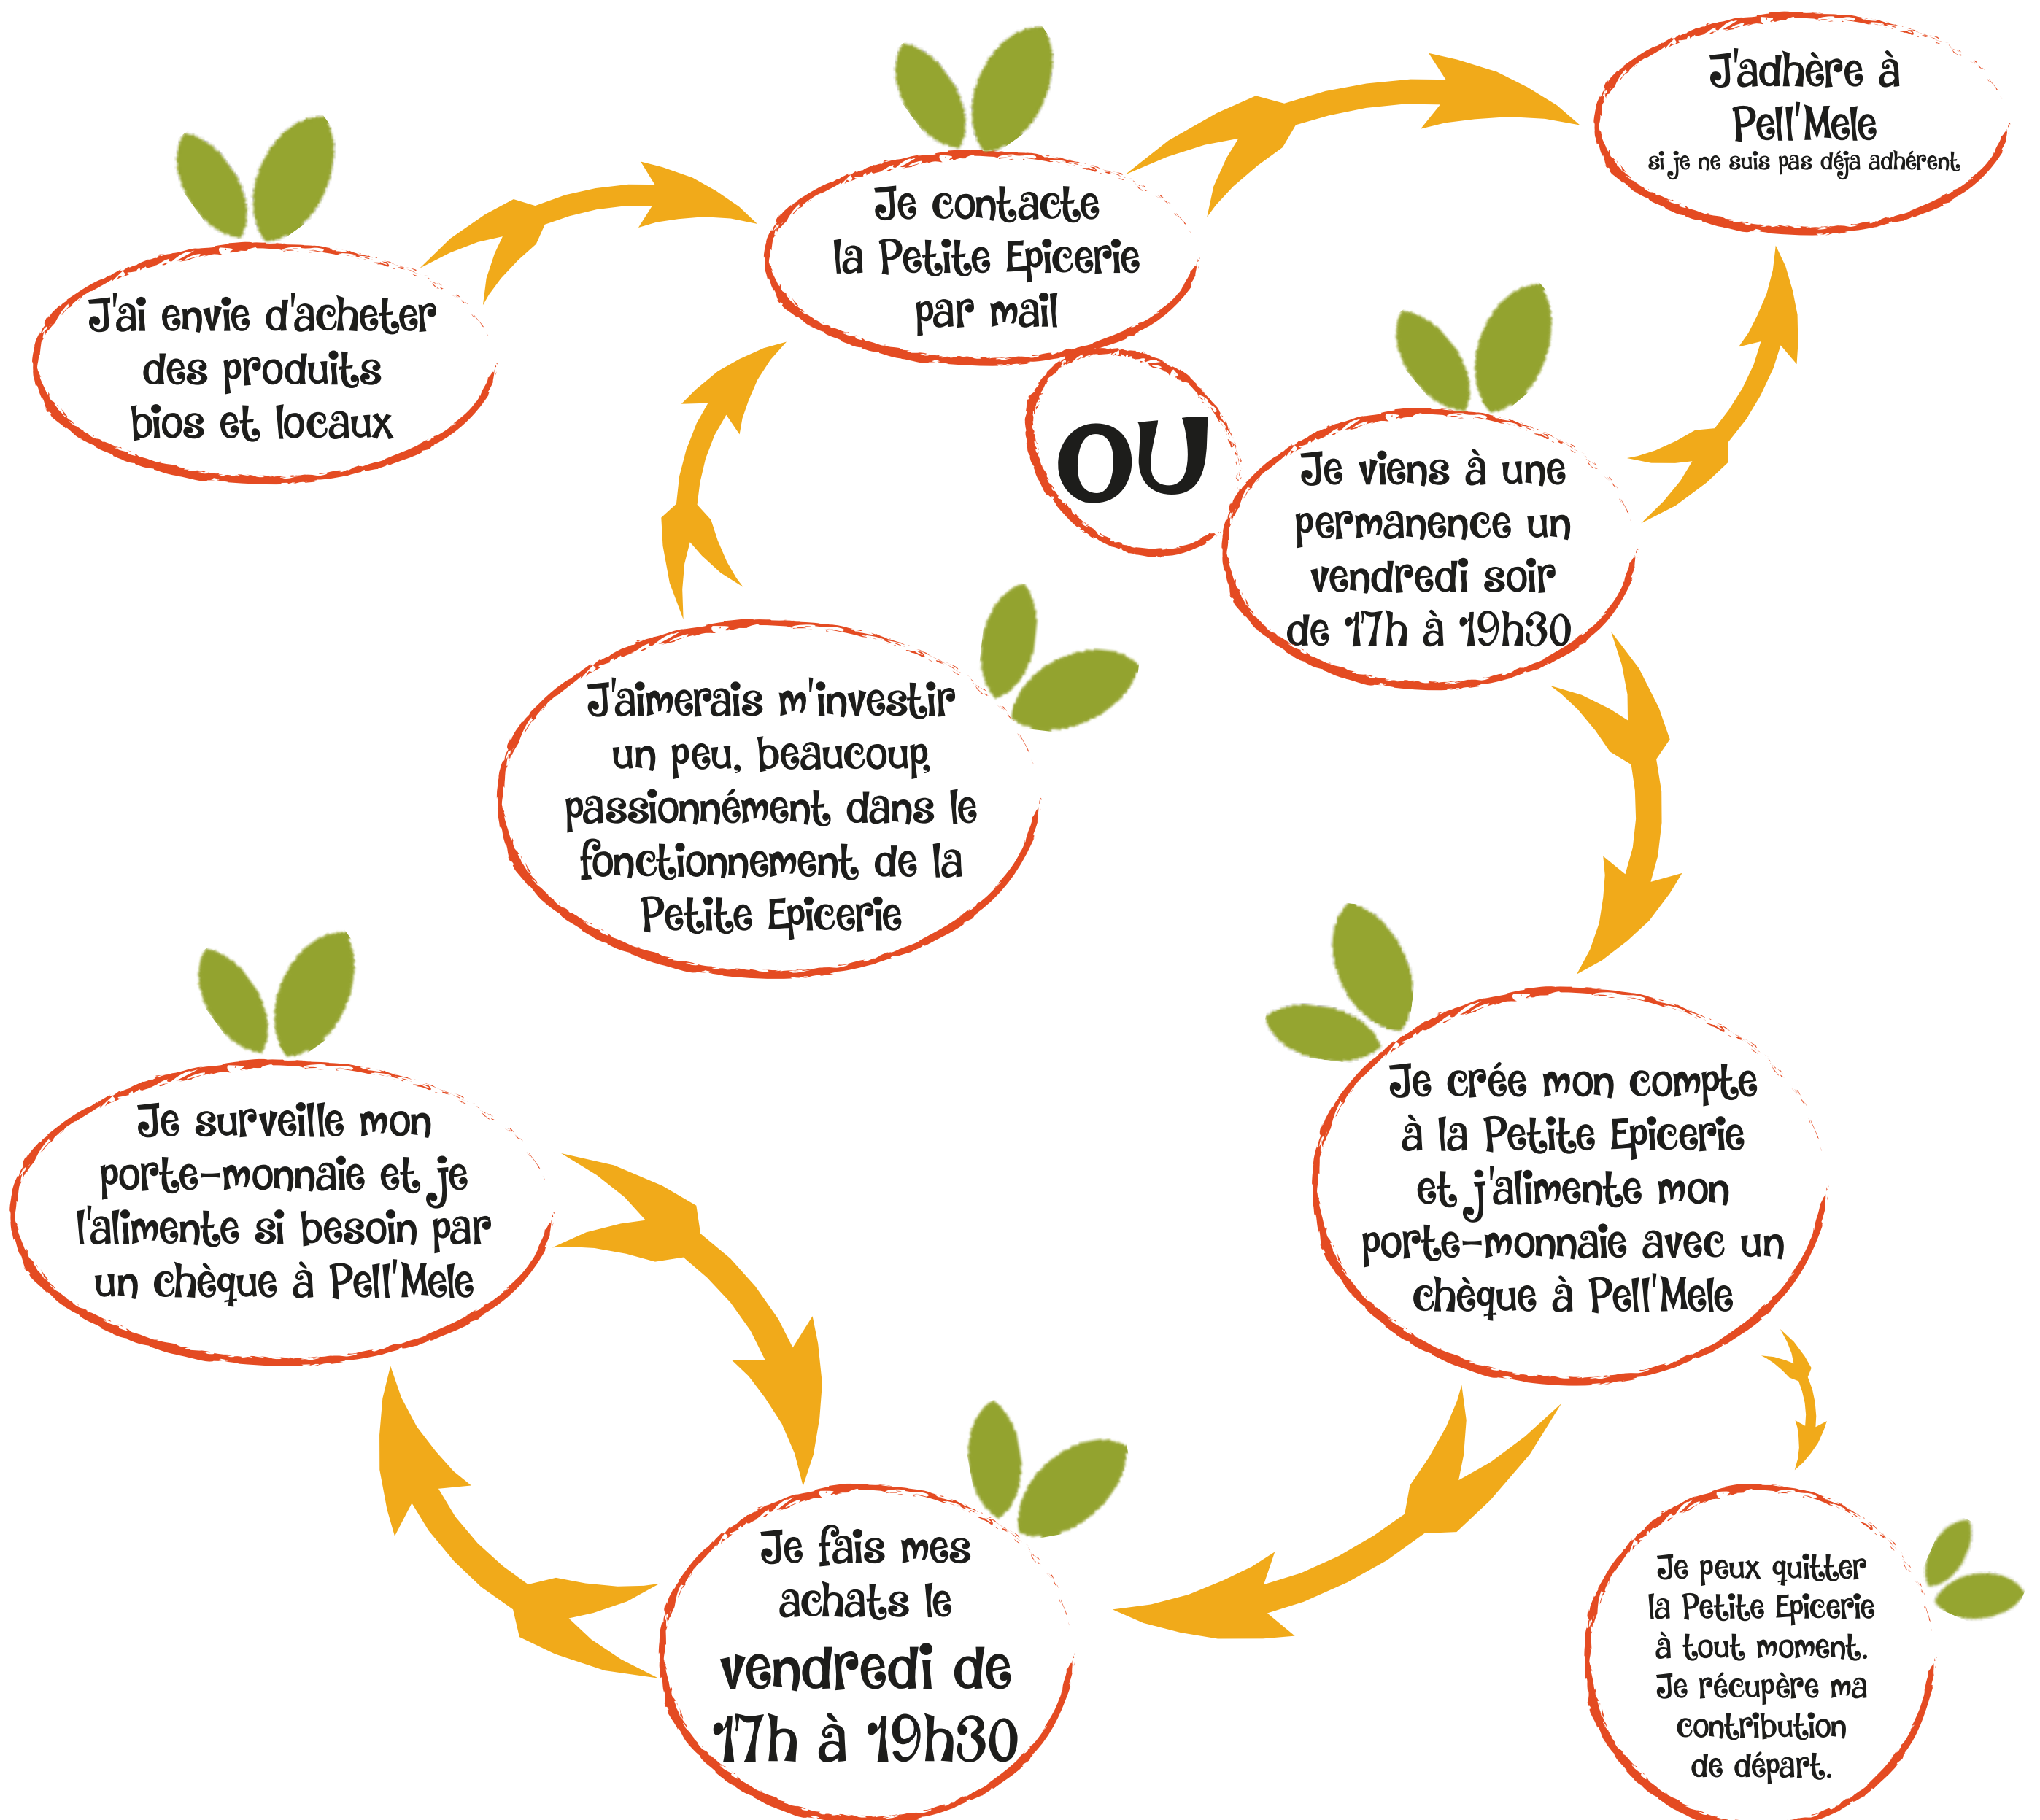 J'adhère à
Pell'Mele
si je ne suis pas déja adhérent
Je contacte
la Petite Epicerie
par mail
J'ai envie d'acheter
des produits
bios et locaux
OU
Je viens à une
permanence un
vendredi soir
de 17h à 19h30
J'aimerais m'investir
un peu, beaucoup,
passionnément dans le
fonctionnement de la
Petite Epicerie
Je crée mon compte
à la Petite Epicerie
et j'alimente mon
porte-monnaie avec un
chèque à Pell'Mele
Je surveille mon
porte-monnaie et je
l'alimente si besoin par
un chèque à Pell'Mele
Je fais mes
achats le
vendredi de
17h à 19h30
Je peux quitter
la Petite Epicerie
à tout moment.
Je récupère ma
contribution
de départ.